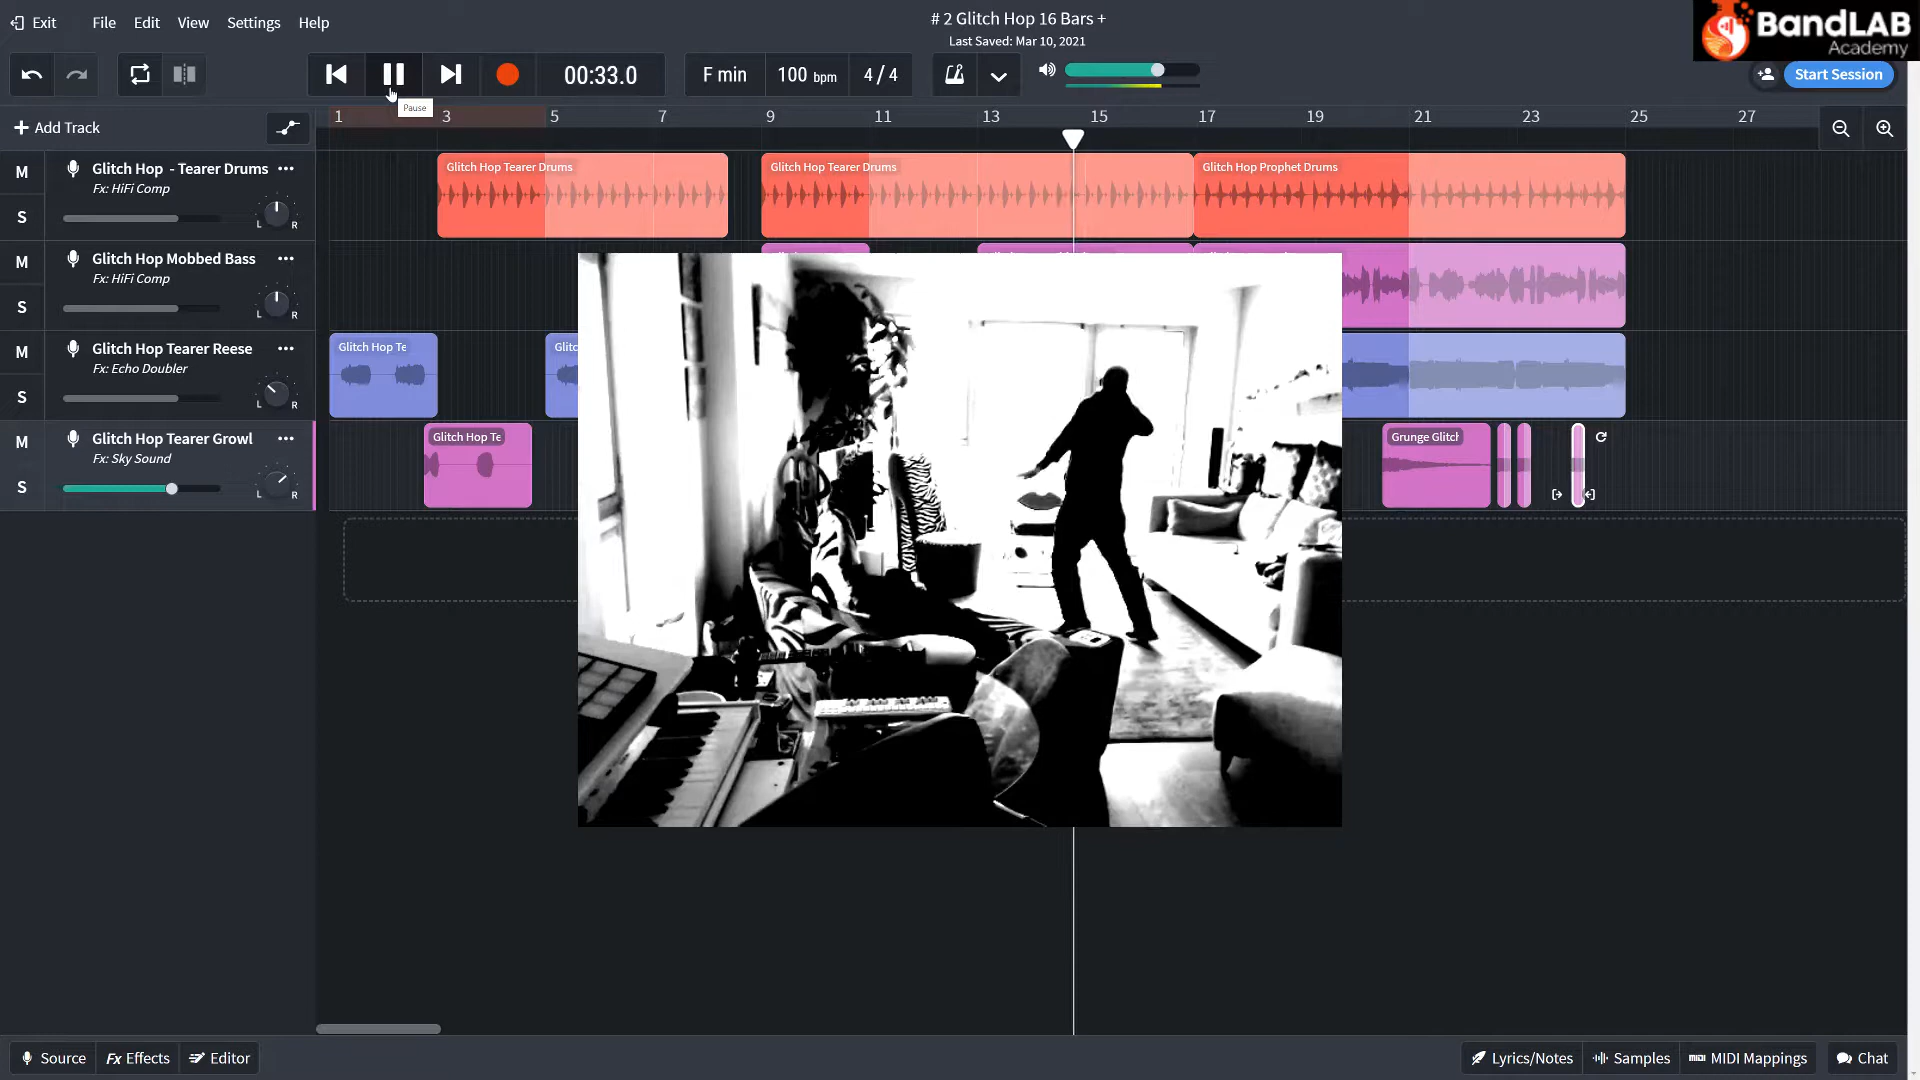 Exit File Edit View Settings Help
# 2 Glitch Hop 16 Bars +
Last Saved: Mar 10, 2021
BandLAB
Academy
00:33.0
F min
100 bpm
4 / 4
Start Session
Pause
Add Track
1 3 5 7 9 11 13 15 17 19 21 23 25 27
M
S
Glitch Hop - Tearer Drums
Fx: HiFi Comp
L R
Glitch Hop Tearer Drums
Glitch Hop Tearer Drums
Glitch Hop Prophet Drums
M
S
Glitch Hop Mobbed Bass
Fx: HiFi Comp
L R
M
S
Glitch Hop Tearer Reese
Fx: Echo Doubler
L R
Glitch Hop Te
Glitc
M
S
Glitch Hop Tearer Growl
Fx: Sky Sound
L R
Glitch Hop Te
Grunge Glitch
Source Fx Effects Editor
Lyrics/Notes Samples MIDI Mappings Chat